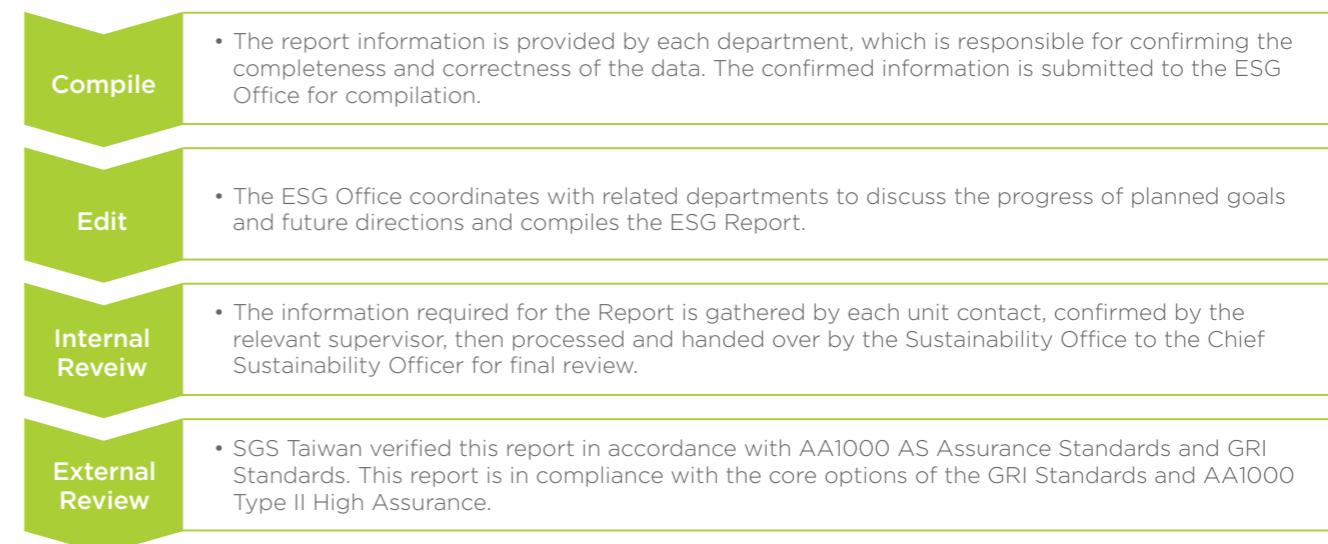 Compile
• The report information is provided by each department, which is responsible for confirming the
completeness and correctness of the data. The confirmed information is submitted to the ESG
Office for compilation.
Edit
• The ESG Office coordinates with related departments to discuss the progress of planned goals
and future directions and compiles the ESG Report.
Internal
Reveiw
• The information required for the Report is gathered by each unit contact, confirmed by the
relevant supervisor, then processed and handed over by the Sustainability Office to the Chief
Sustainability Officer for final review.
External
Review
• SGS Taiwan verified this report in accordance with AA1000 AS Assurance Standards and GRI
Standards. This report is in compliance with the core options of the GRI Standards and AA1000
Type II High Assurance.